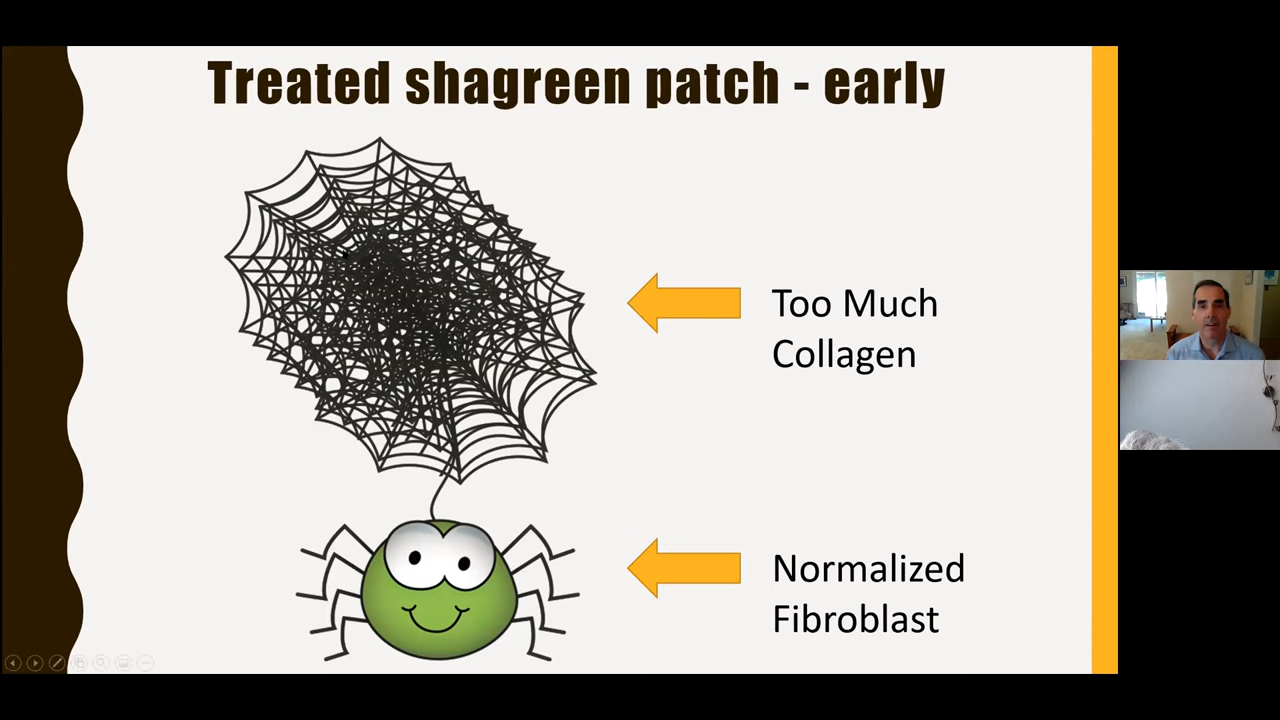 Treated shagreen patch - early
Too Much
Collagen
Normalized
Fibroblast